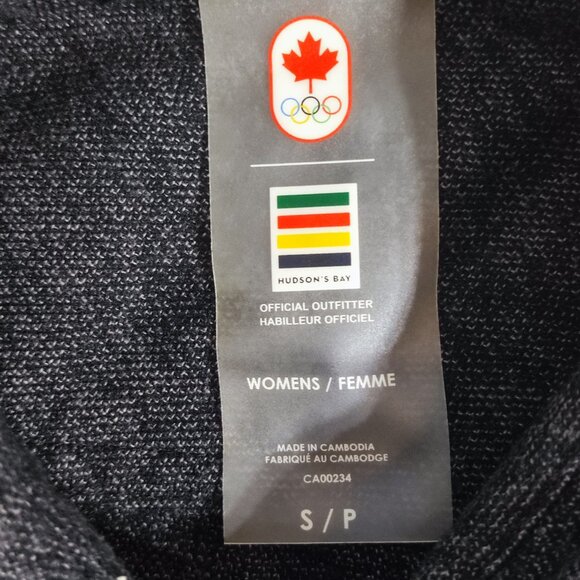 HUDSON'S BAY
OFFICIAL OUTFITTER
HABILLEUR OFFICIEL
WOMENS / FEMME
MADE IN CAMBODIA
FABRIQUÉ AU CAMBODGE
CA00234
S / P